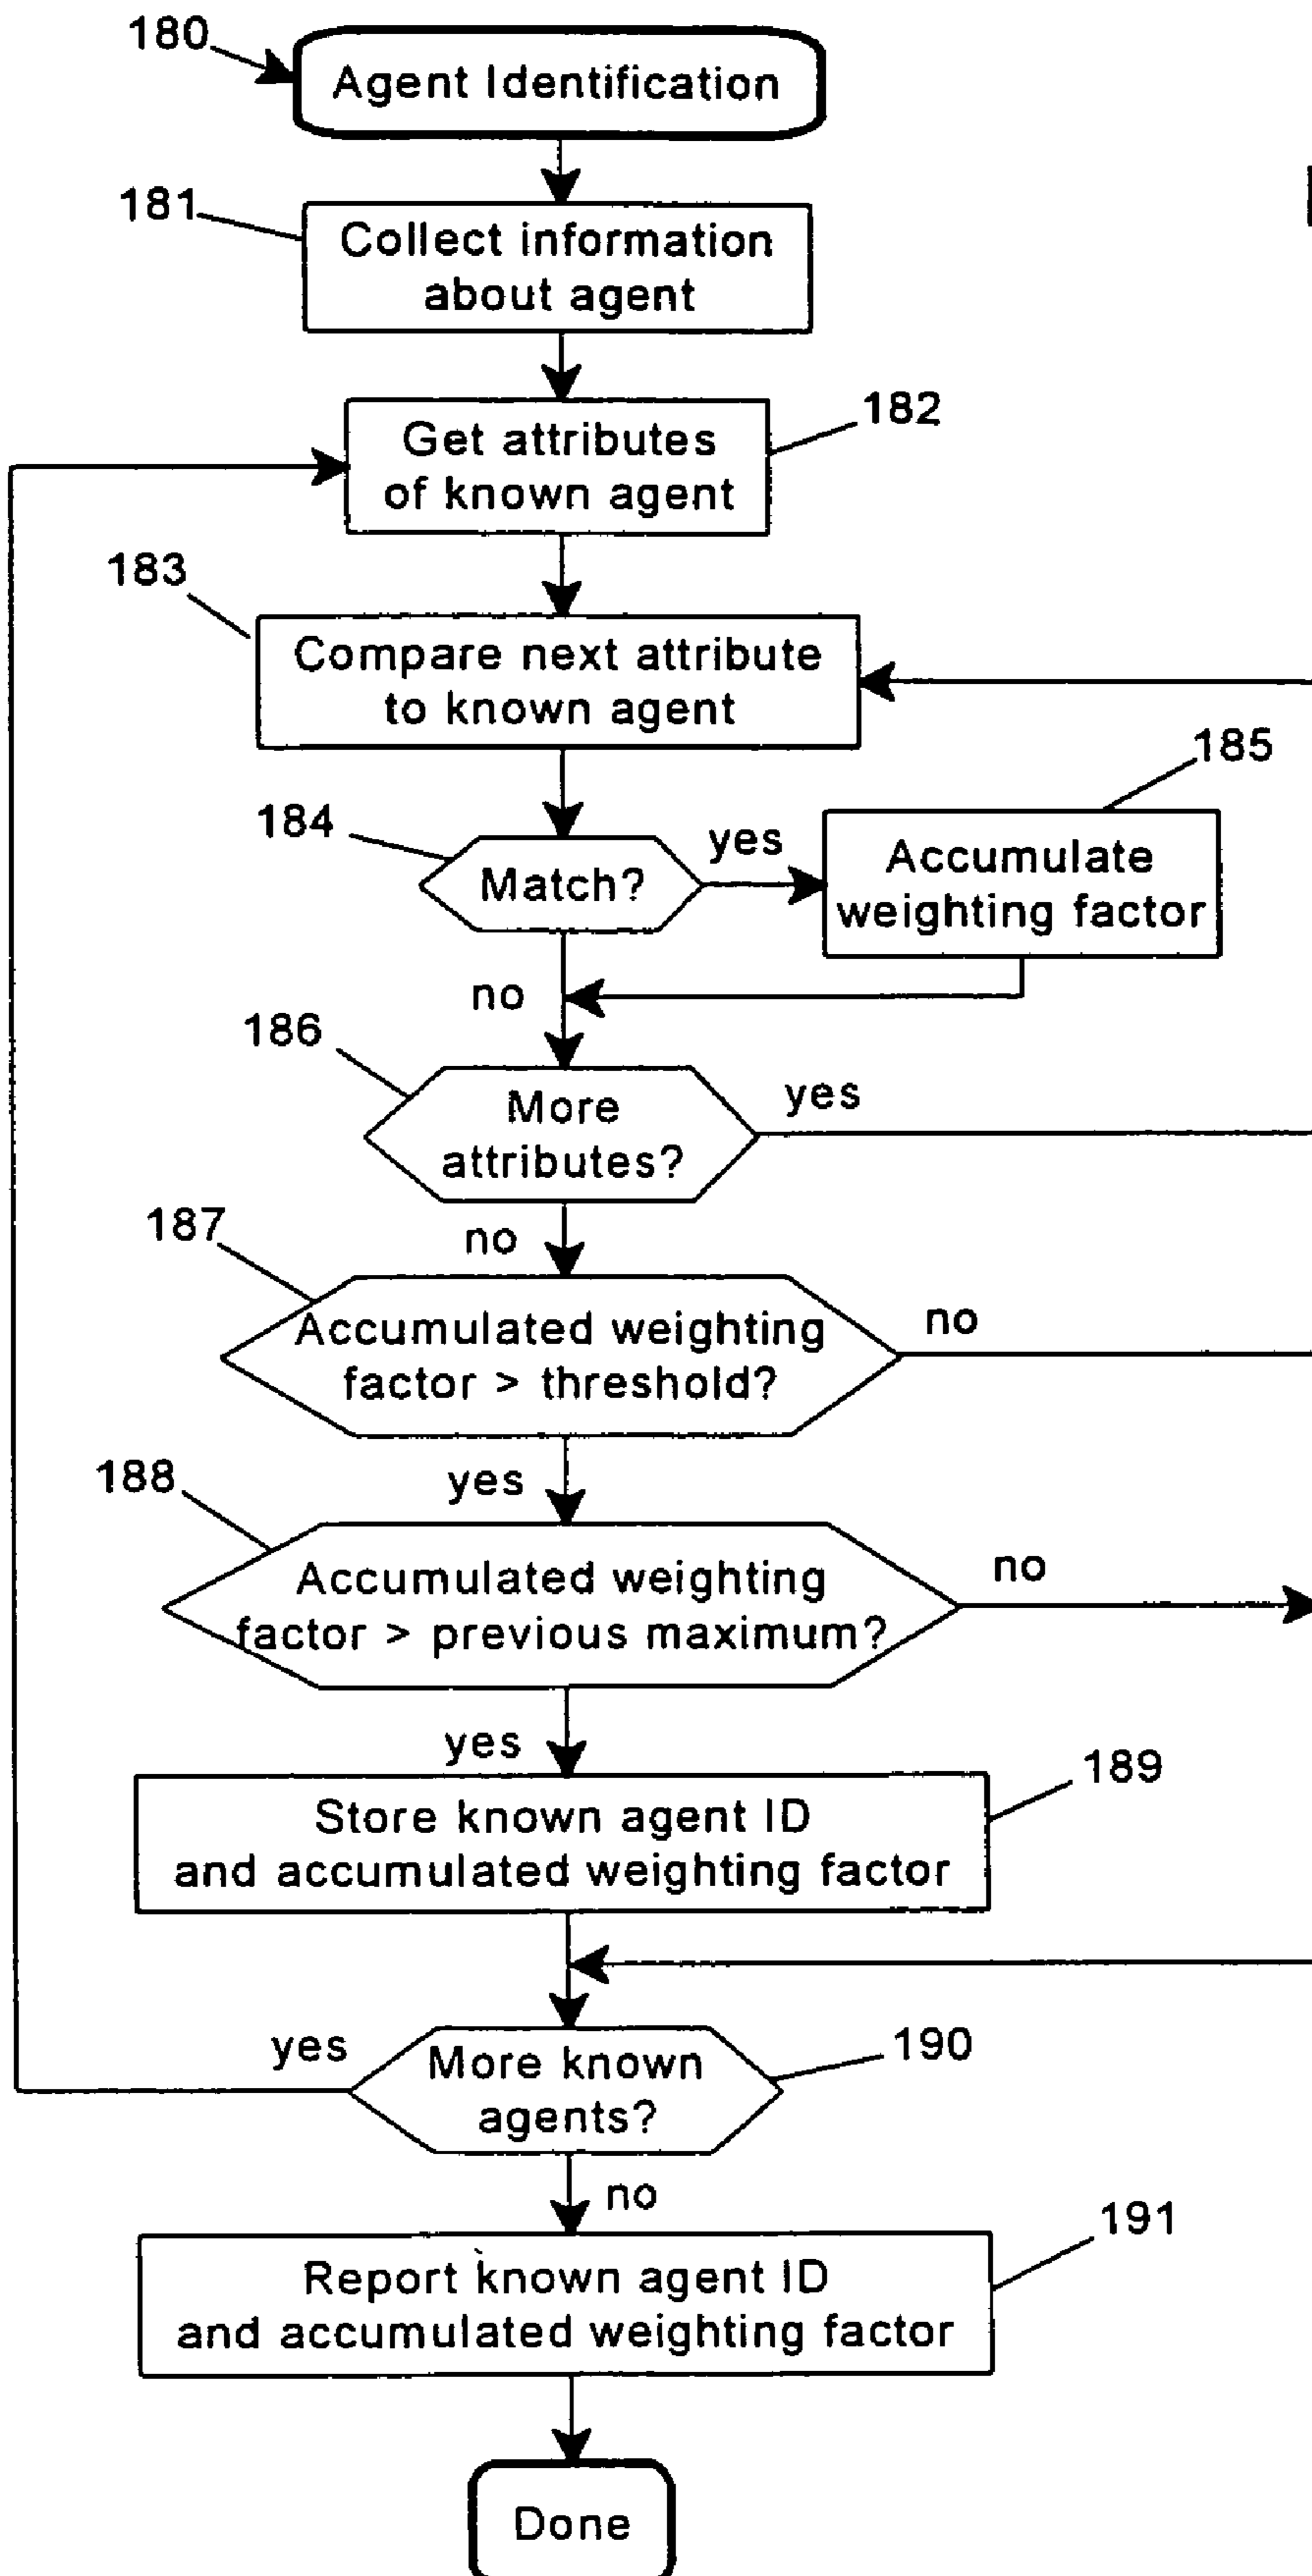 180
Agent Identification
181
Collect information
about agent
182
Get attributes
of known agent
183
Compare next attribute
to known agent
185
184
Match?
yes
Accumulate
weighting factor
no
186
More
attributes?
yes
187
no
Accumulated weighting
factor > threshold?
no
188
yes
Accumulated weighting
factor > previous maximum?
no
yes
189
Store known agent ID
and accumulated weighting factor
yes
More known
agents?
190
no
191
Report known agent ID
and accumulated weighting factor
Done